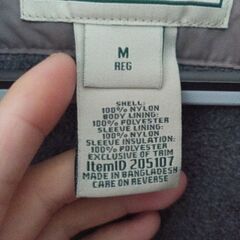 M
REG
SHELL:
100% NYLON
BODY LINING:
100% POLYESTER
SLEEVE LINING:
100% NYLON
SLEEVE INSULATION:
100% POLYESTER
EXCLUSIVE OF TRIM
ItemID 205107
MADE IN BANGLADESH
CARE ON REVERSE